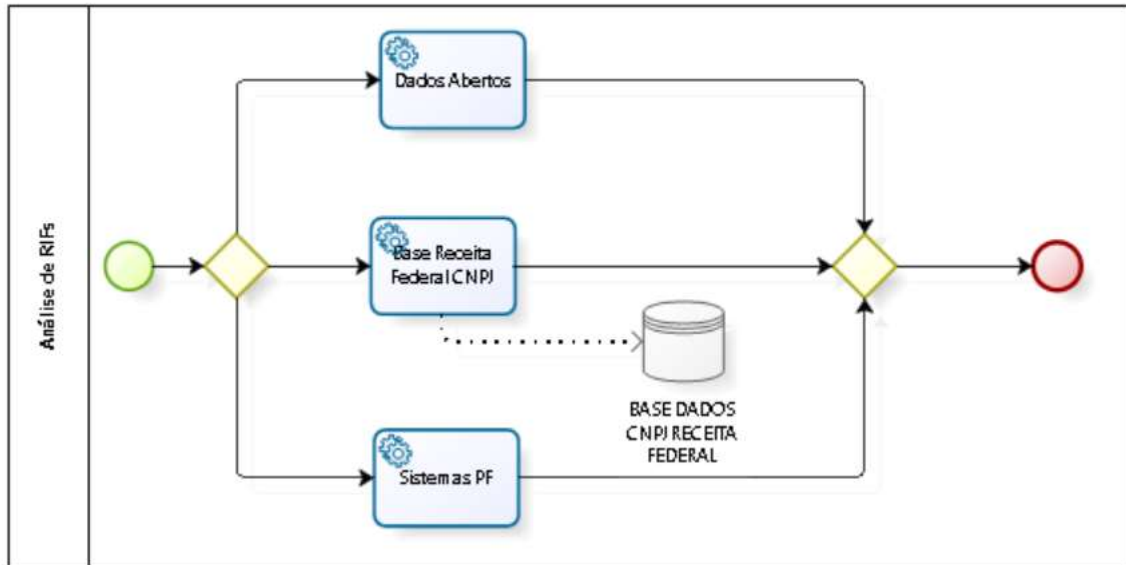 Análise de RIFs
Dados Abertos
Base Receita
Federal CNPJ
BASE DADOS
CNPJ RECEITA
FEDERAL
Sistemas PF